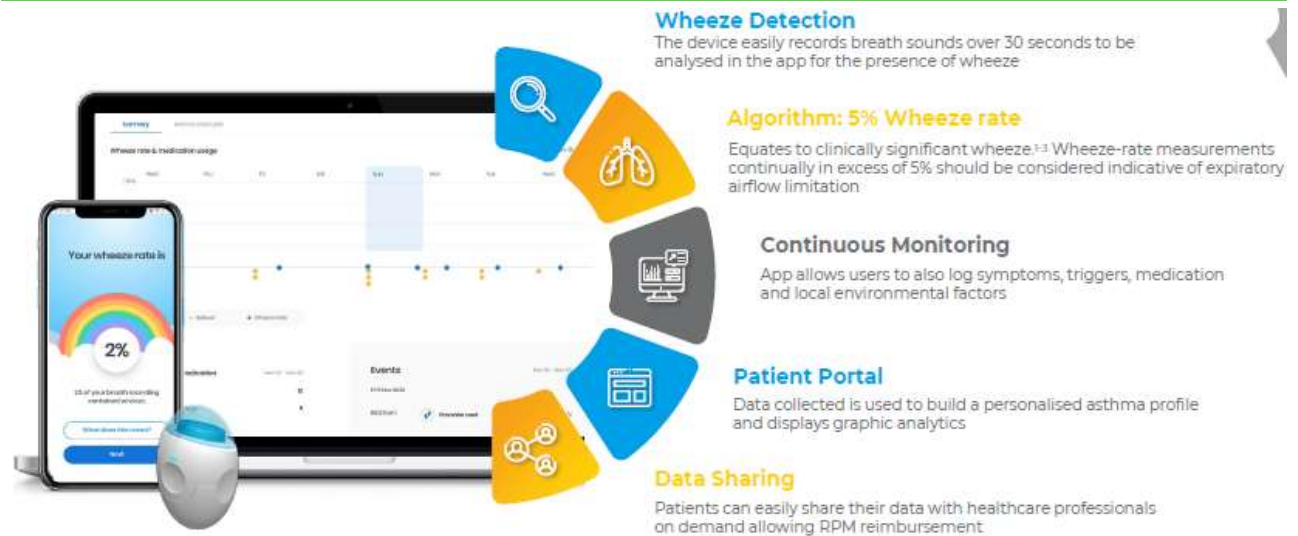 Wheeze Detection
The device easily records breath sounds over 30 seconds to be
analysed in the app for the presence of wheeze
Algorithm: 5% Wheeze rate
Equates to clinically significant wheeze.1-3 Wheeze-rate measurements
continually in excess of 5% should be considered indicative of expiratory
airflow limitation
Continuous Monitoring
App allows users to also log symptoms, triggers, medication
and local environmental factors
Patient Portal
Data collected is used to build a personalised asthma profile
and displays graphic analytics
Data Sharing
Patients can easily share their data with healthcare professionals
on demand allowing RPM reimbursement
Wheeze rate & medication usage
Your wheeze rate is
2%
What does this mean?
Next
Events